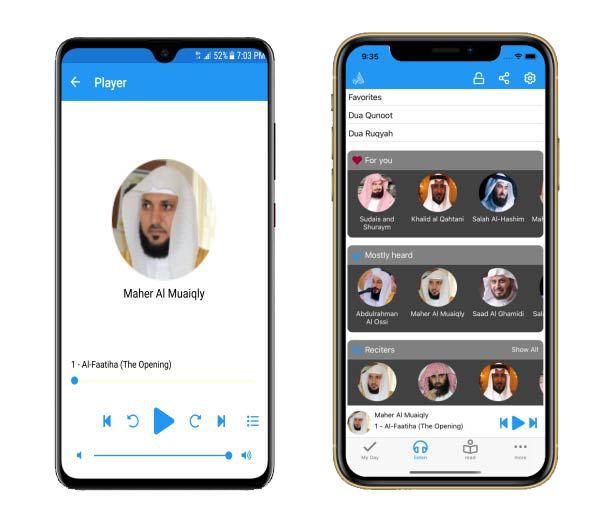 52% 7:03 PM
Player
Maher Al Muaiqly
1 - Al-Faatiha (The Opening)
9:35
Favorites
Dua Qunoot
Dua Ruqyah
For you
Sudais and Shuraym
Khalid al Qahtani
Salah Al-Hashim
Mah
Mostly heard
Abdulrahman Al Ossi
Maher Al Muaiqly
Saad Al Ghamidi
Sala
Reciters
Show All
Maher Al Muaiqly
1 - Al-Faatiha (The Opening)
My Day
listen
read
more